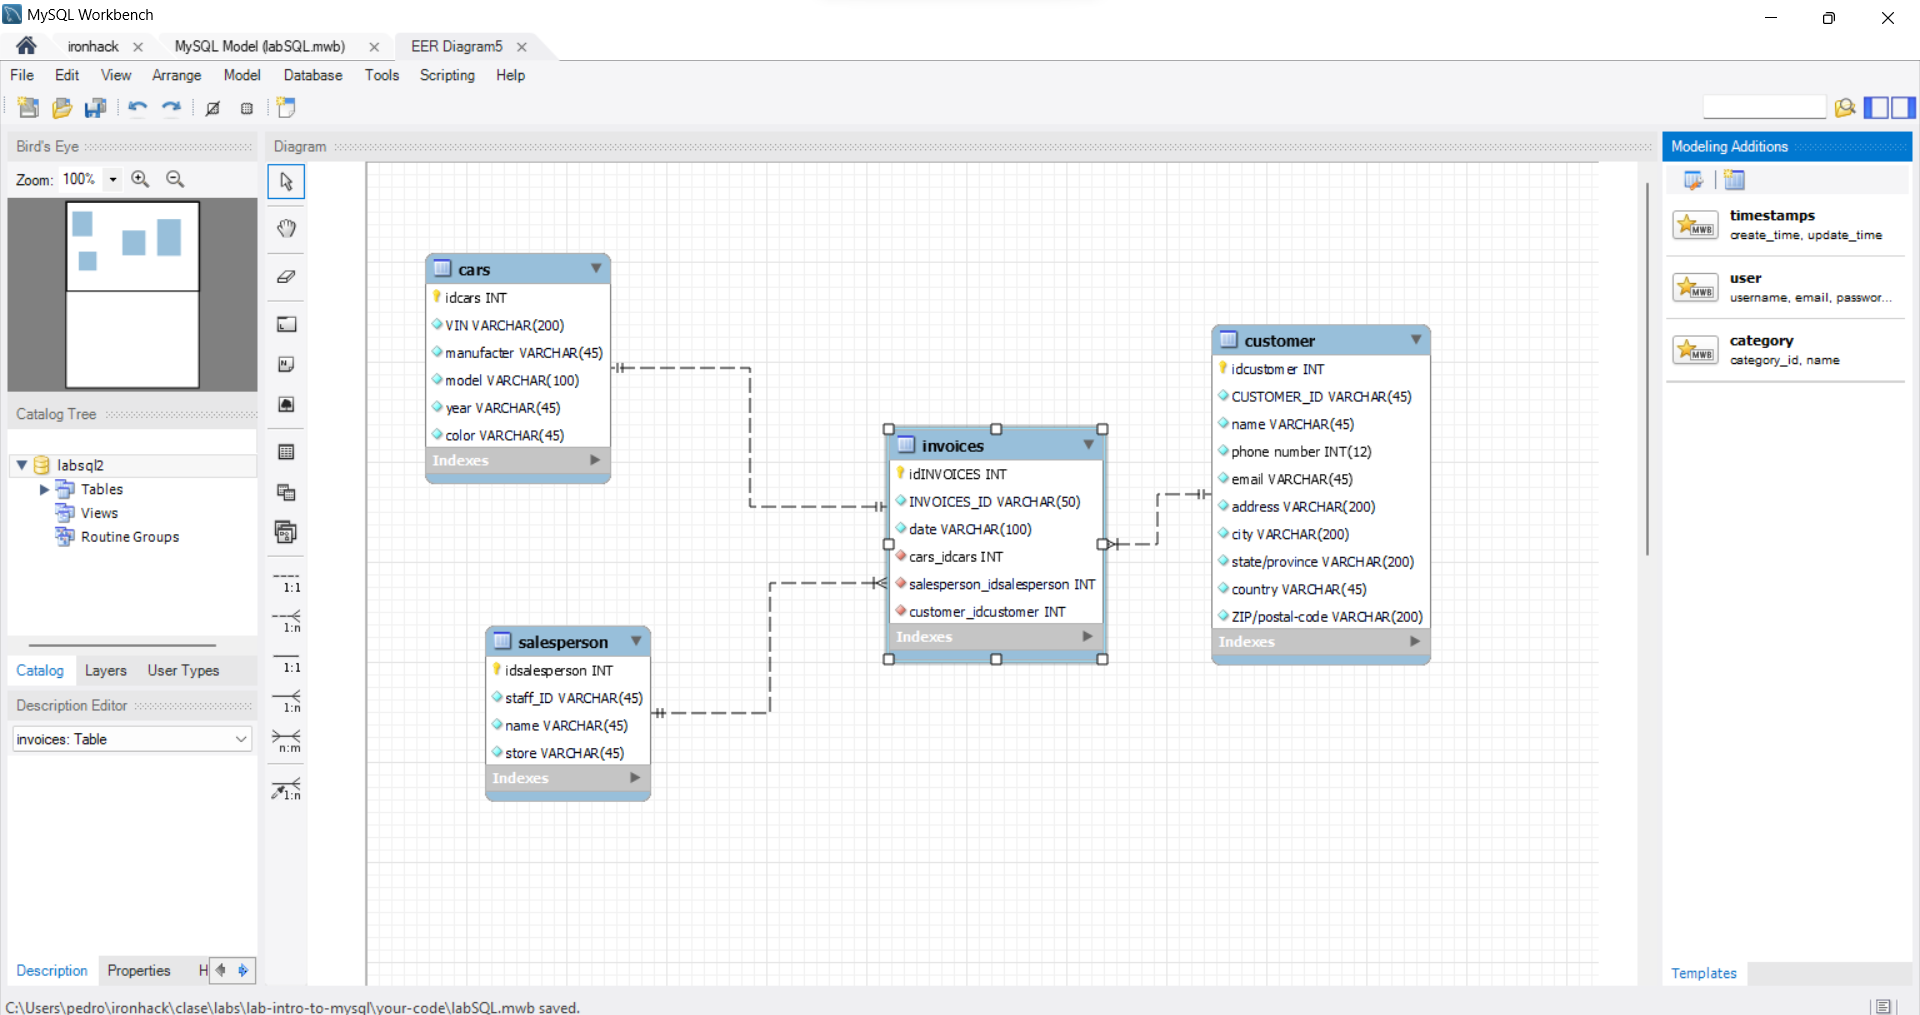 MySQL Workbench
ironhack
MySQL Model (labSQL.mwb)
EER Diagram5
File Edit View Arrange Model Database Tools Scripting Help
Bird's Eye
Zoom: 100%
Catalog Tree
labsql2
Tables
Views
Routine Groups
Catalog Layers User Types
Description Editor
invoices: Table
Description Properties H
Diagram
1:1
1:n
1:1
1:n
n:m
1:n
cars
idcars INT
VIN VARCHAR(200)
manufacter VARCHAR(45)
model VARCHAR(100)
year VARCHAR(45)
color VARCHAR(45)
Indexes
salesperson
idsalesperson INT
staff_ID VARCHAR(45)
name VARCHAR(45)
store VARCHAR(45)
Indexes
invoices
idINVOICES INT
INVOICES_ID VARCHAR(50)
date VARCHAR(100)
cars_idcars INT
salesperson_idsalesperson INT
customer_idcustomer INT
Indexes
customer
idcustomer INT
CUSTOMER_ID VARCHAR(45)
name VARCHAR(45)
phone number INT(12)
email VARCHAR(45)
address VARCHAR(200)
city VARCHAR(200)
state/province VARCHAR(200)
country VARCHAR(45)
ZIP/postal-code VARCHAR(200)
Indexes
Modeling Additions
MWB
timestamps
create_time, update_time
MWB
user
username, email, passwor...
MWB
category
category_id, name
Templates
C:\Users\pedro\ironhack\clase\labs\lab-intro-to-mysql\your-code\labSQL.mwb saved.